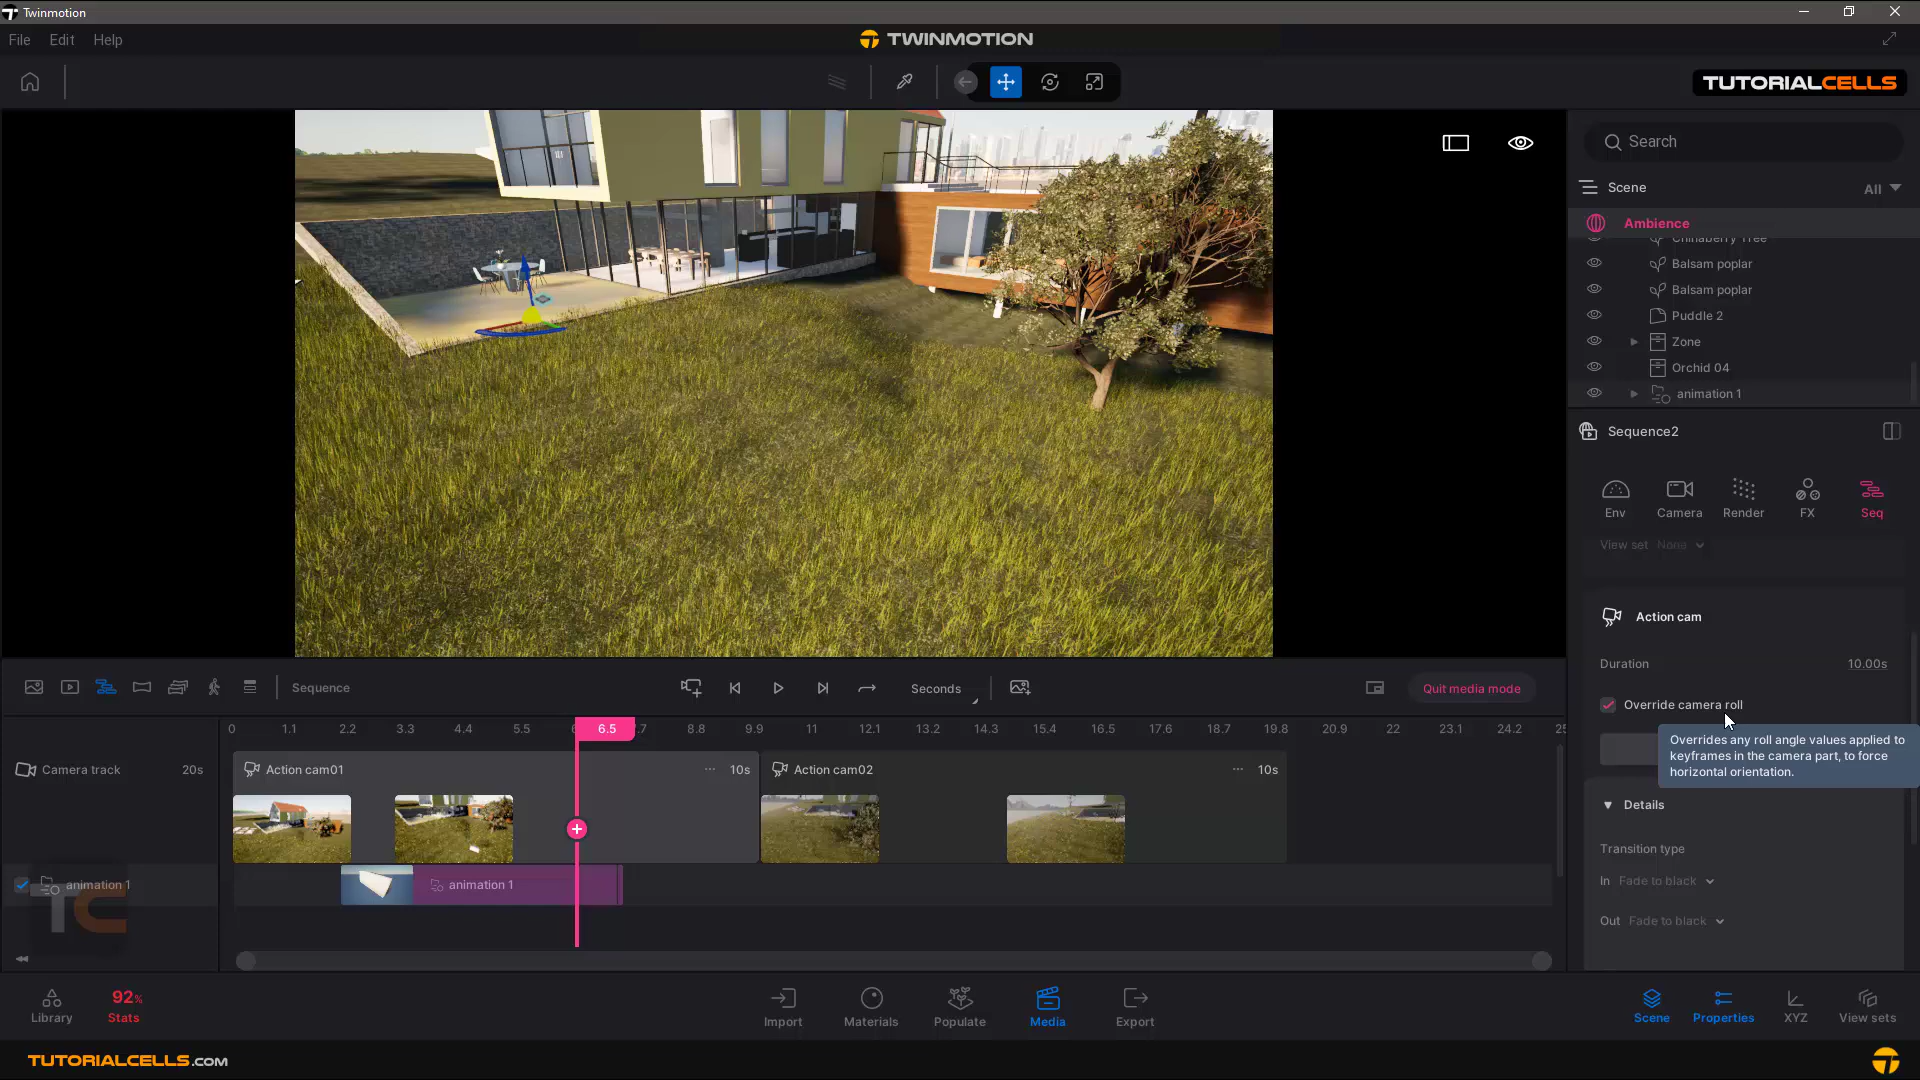 Twinmotion
File Edit Help
TWINMOTION
TUTORIALCELLS
Search
Scene
All
Ambience
Chinaberry Tree
Balsam poplar
Balsam poplar
Puddle 2
Zone
Orchid 04
animation 1
Sequence2
Env Camera Render FX Seq
View set None
Action cam
Duration 10.00s
Override camera roll
Overrides any roll angle values applied to
keyframes in the camera part, to force
horizontal orientation.
Details
Transition type
In Fade to black
Out Fade to black
Sequence
Seconds
Quit media mode
0 1.1 2.2 3.3 4.4 5.5 6.5 8.8 9.9 11 12.1 13.2 14.3 15.4 16.5 17.6 18.7 19.8 20.9 22 23.1 24.2
Camera track 20s
Action cam01 10s
Action cam02 10s
animation 1
animation 1
TC
Library
92%
Stats
Import Materials Populate Media Export
Scene Properties XYZ View sets
TUTORIALCELLS.COM